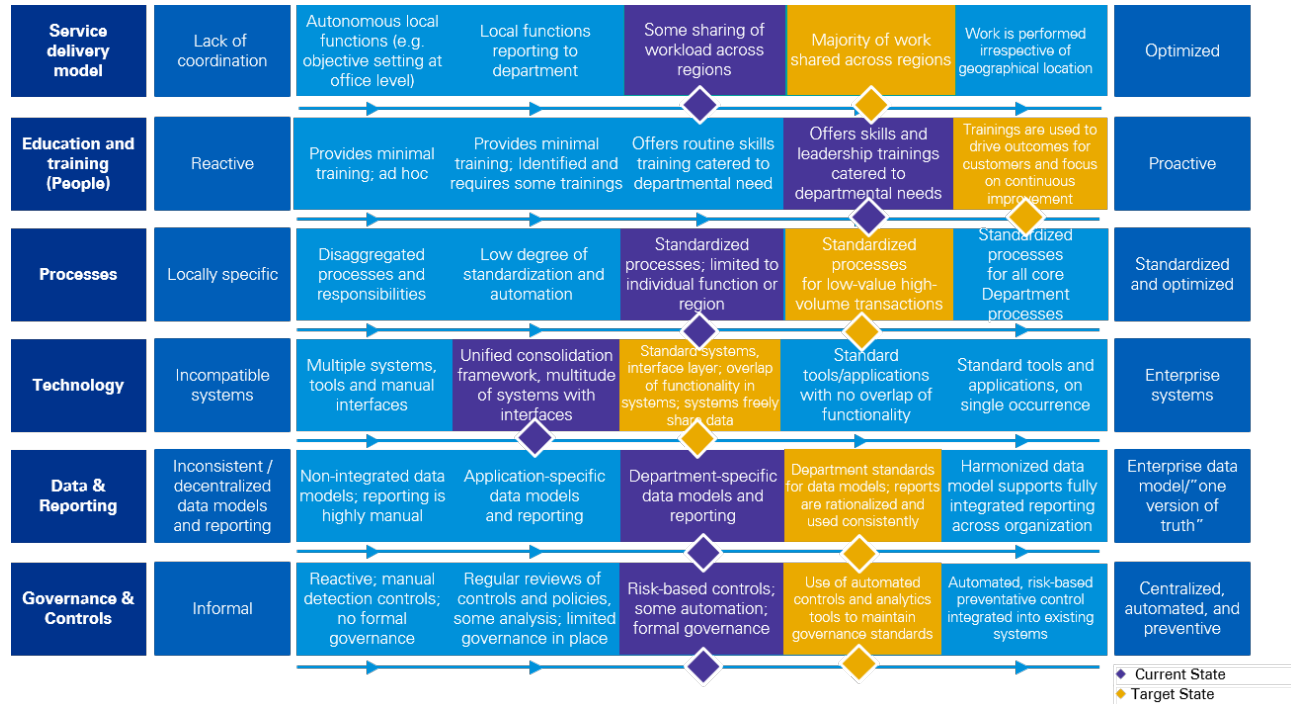 Service
delivery
model
Lack of
coordination
Autonomous local
functions (e.g.
objective setting at
office level)
Local functions
reporting to
department
Some sharing of
workload across
regions
Majority of work
shared across regions
Work is performed
irrespective of
geographical location
Optimized
Education and
training
(People)
Reactive
Provides minimal
training; ad hoc
Provides minimal
training; Identified and
requires some trainings
Offers routine skills
training catered to
departmental need
Offers skills and
leadership trainings
catered to
departmental needs
Trainings are used to
drive outcomes for
customers and focus
on continuous
improvement
Proactive
Processes
Locally specific
Disaggregated
processes and
responsibilities
Low degree of
standardization and
automation
Standardized
processes; limited to
individual function or
region
Standardized
processes
for low-value high-
volume transactions
Standardized
processes
for all core
Department
processes
Standardized
and optimized
Technology
Incompatible
systems
Multiple systems,
tools and manual
interfaces
Unified consolidation
framework, multitude
of systems with
interfaces
Standard systems,
interface layer; overlap
of functionality in
systems; systems freely
share data
Standard
tools/applications
with no overlap of
functionality
Standard tools and
applications, on
single occurrence
Enterprise
systems
Data &
Reporting
Inconsistent /
decentralized
data models
and reporting
Non-integrated data
models; reporting is
highly manual
Application-specific
data models
and reporting
Department-specific
data models and
reporting
Department standards
for data models; reports
are rationalized and
used consistently
Harmonized data
model supports fully
integrated reporting
across organization
Enterprise data
model/"one
version of
truth"
Governance &
Controls
Informal
Reactive; manual
detection controls;
no formal
governance
Regular reviews of
controls and policies,
some analysis; limited
governance in place
Risk-based controls;
some automation;
formal governance
Use of automated
controls and analytics
tools to maintain
governance standards
Automated, risk-based
preventative control
integrated into existing
systems
Centralized,
automated, and
preventive
Current State
Target State